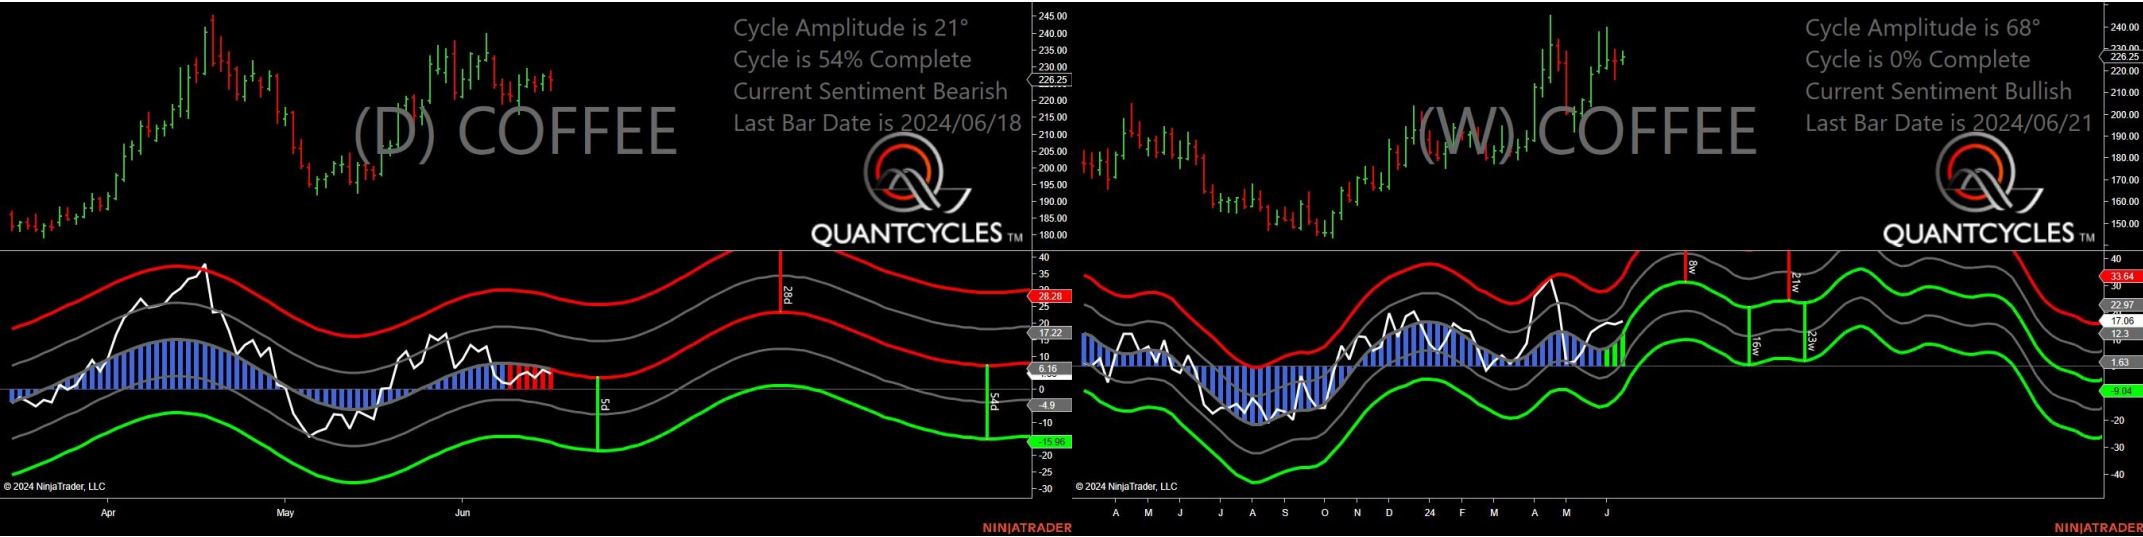 Cycle Amplitude is 21°
Cycle is 54% Complete
Current Sentiment Bearish
Last Bar Date is 2024/06/18
(D) COFFEE
QUANTCYCLES TM
245.00
240.00
235.00
230.00
226.25
220.00
215.00
210.00
205.00
200.00
195.00
190.00
185.00
180.00
40
35
28.28
25
20
17.22
15
10
6.16
0
-4.9
-10
-15.96
-20
-25
-30
28d
5d
54d
© 2024 NinjaTrader, LLC
Apr May Jun
NINJATRADER
Cycle Amplitude is 68°
Cycle is 0% Complete
Current Sentiment Bullish
Last Bar Date is 2024/06/21
(W) COFFEE
QUANTCYCLES TM
240.00
230.00
226.25
220.00
210.00
200.00
190.00
180.00
170.00
160.00
150.00
40
33.64
30
22.97
17.06
12.3
1.63
-9.04
-20
-30
-40
8w
21w
16w
23w
© 2024 NinjaTrader, LLC
A M J J A S O N D 24 F M A M J
NINJATRADER